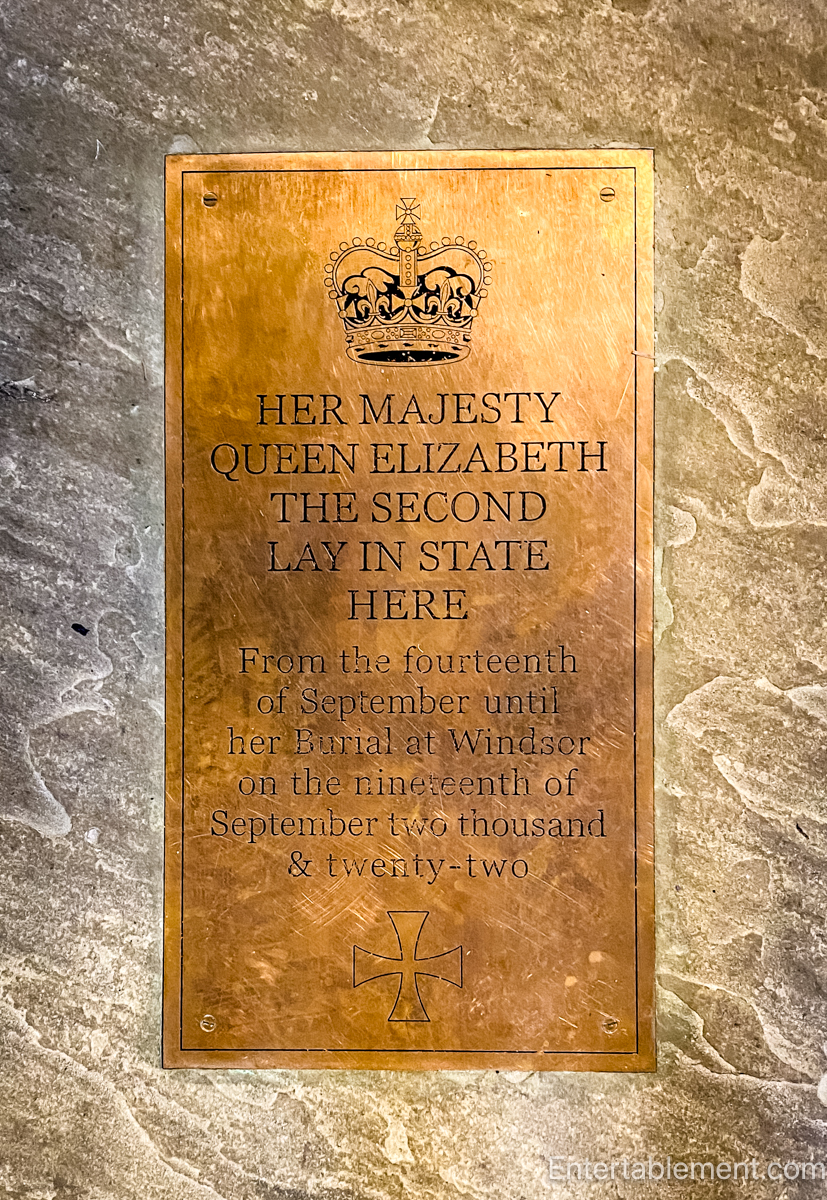 HER MAJESTY
QUEEN ELIZABETH
THE SECOND
LAY IN STATE
HERE
From the fourteenth
of September until
her Burial at Windsor
on the nineteenth of
September two thousand
& twenty-two
Entertablement.com